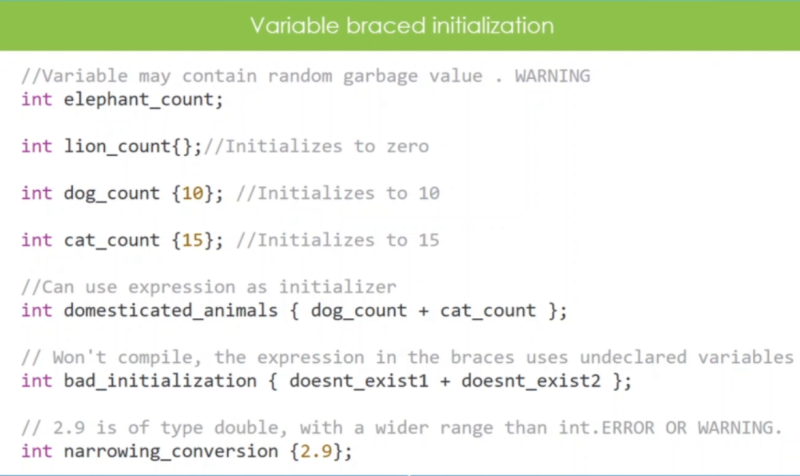 Variable braced initialization
//Variable may contain random garbage value . WARNING
int elephant_count;
int lion_count{};//Initializes to zero
int dog_count {10}; //Initializes to 10
int cat_count {15}; //Initializes to 15
//Can use expression as initializer
int domesticated_animals { dog_count + cat_count };
// Won't compile, the expression in the braces uses undeclared variables
int bad_initialization { doesnt_exist1 + doesnt_exist2 };
// 2.9 is of type double, with a wider range than int.ERROR OR WARNING.
int narrowing_conversion {2.9};